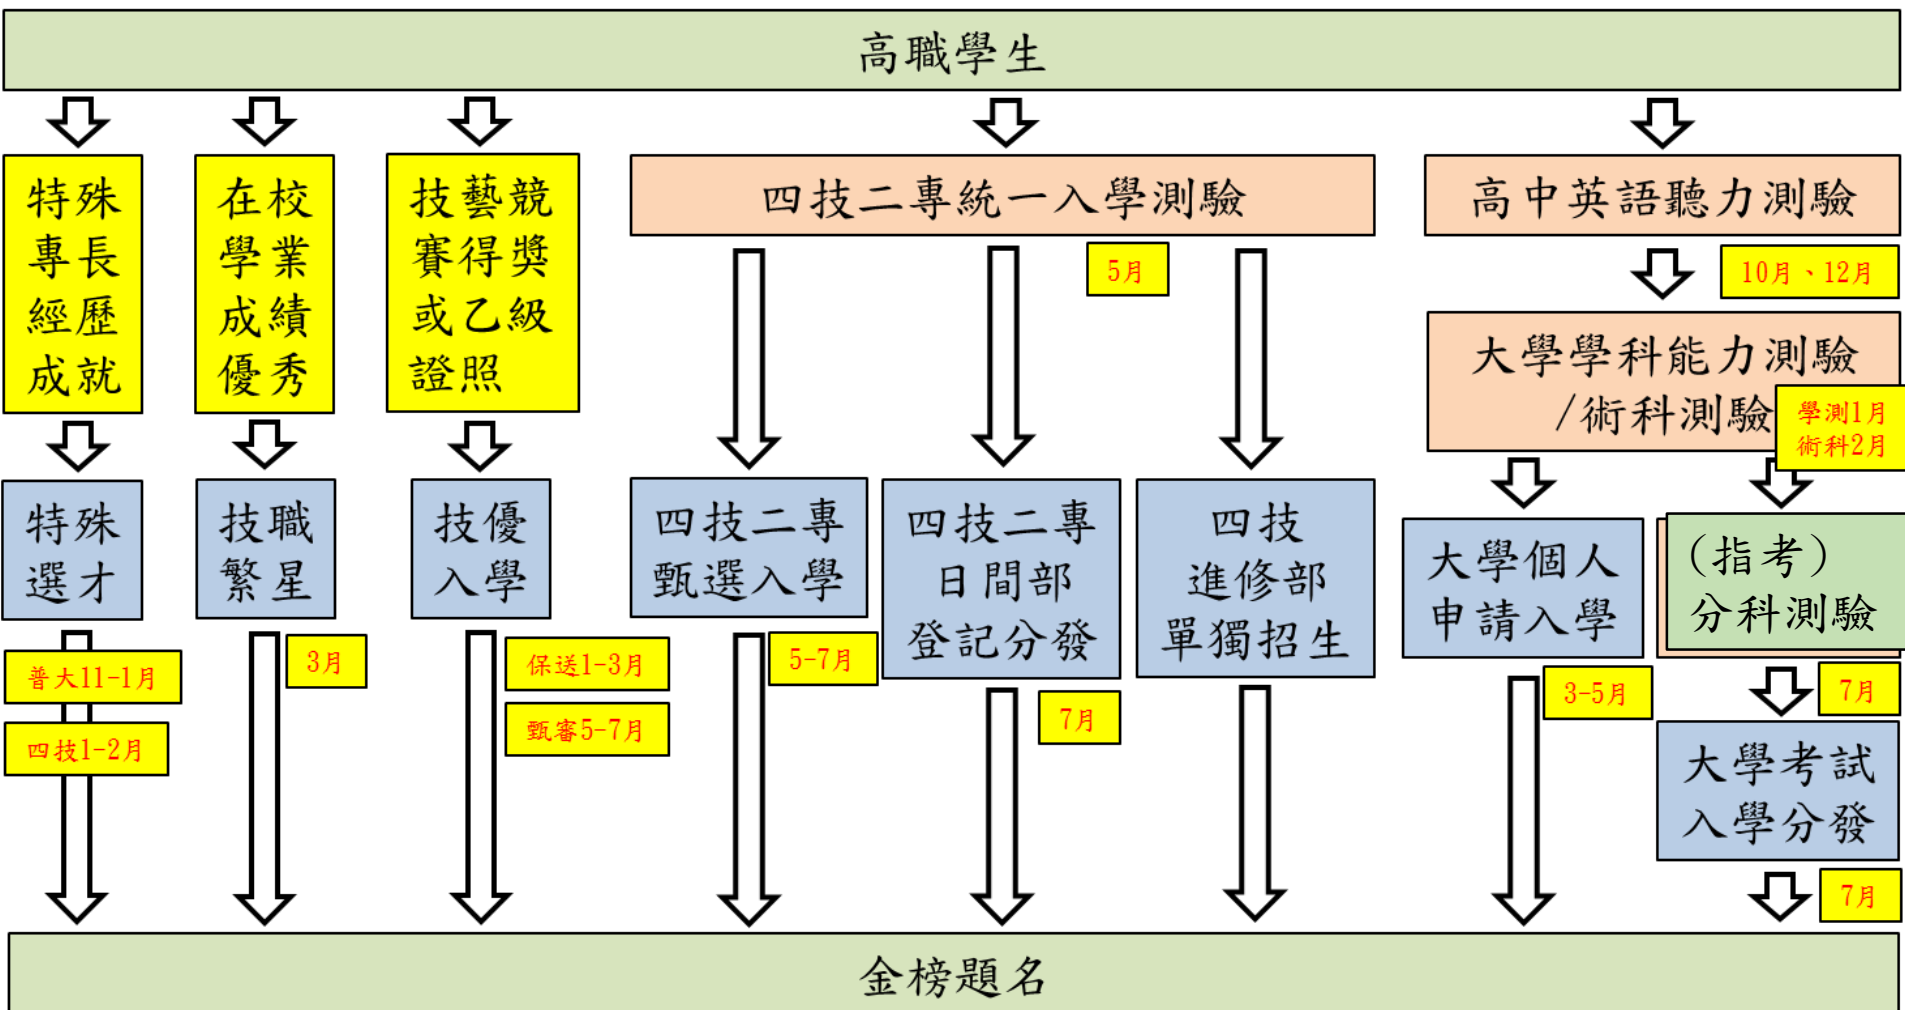 高職學生
特殊
專長
經歷
成就
在校
學業
成績
優秀
技藝競
賽得獎
或乙級
證照
四技二專統一入學測驗
5月
高中英語聽力測驗
10月、12月
大學學科能力測驗
/術科測驗
學測1月
術科2月
特殊
選才
技職
繁星
技優
入學
四技二專
甄選入學
四技二專
日間部
登記分發
四技
進修部
單獨招生
大學個人
申請入學
(指考)
分科測驗
普大11-1月
四技1-2月
3月
保送1-3月
甄審5-7月
5-7月
7月
3-5月
7月
大學考試
入學分發
7月
金榜題名